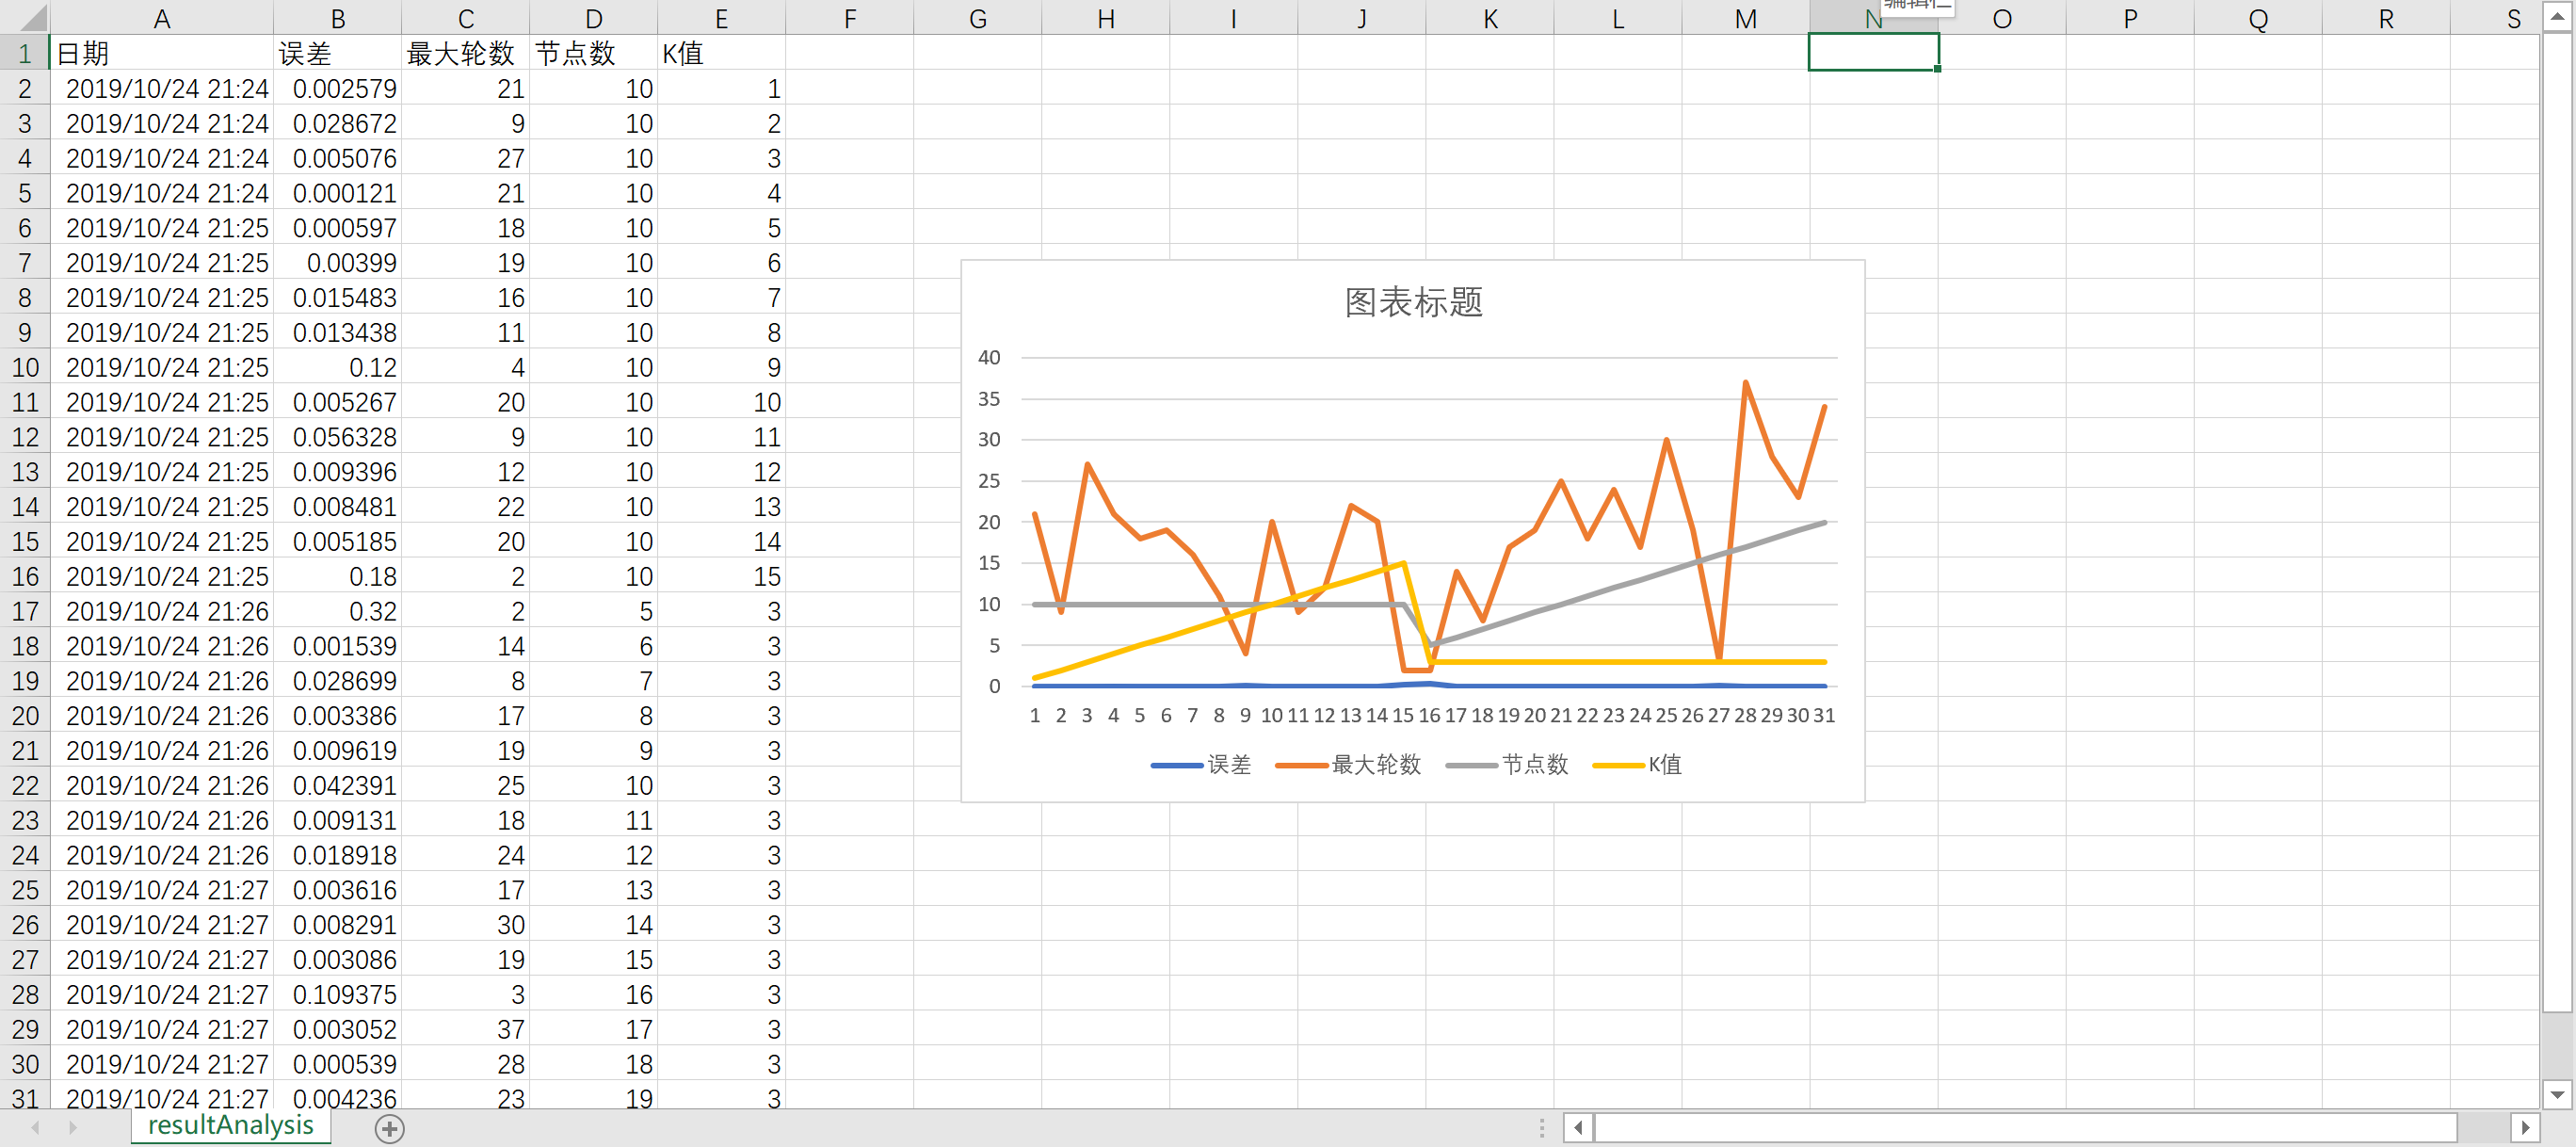 A B C D E F G H I J K L M N O P Q R S
编辑栏
1 日期 误差 最大轮数 节点数 K值
2 2019/10/24 21:24 0.002579 21 10 1
3 2019/10/24 21:24 0.028672 9 10 2
4 2019/10/24 21:24 0.005076 27 10 3
5 2019/10/24 21:24 0.000121 21 10 4
6 2019/10/24 21:25 0.000597 18 10 5
7 2019/10/24 21:25 0.00399 19 10 6
8 2019/10/24 21:25 0.015483 16 10 7
9 2019/10/24 21:25 0.013438 11 10 8
10 2019/10/24 21:25 0.12 4 10 9
11 2019/10/24 21:25 0.005267 20 10 10
12 2019/10/24 21:25 0.056328 9 10 11
13 2019/10/24 21:25 0.009396 12 10 12
14 2019/10/24 21:25 0.008481 22 10 13
15 2019/10/24 21:25 0.005185 20 10 14
16 2019/10/24 21:25 0.18 2 10 15
17 2019/10/24 21:26 0.32 2 5 3
18 2019/10/24 21:26 0.001539 14 6 3
19 2019/10/24 21:26 0.028699 8 7 3
20 2019/10/24 21:26 0.003386 17 8 3
21 2019/10/24 21:26 0.009619 19 9 3
22 2019/10/24 21:26 0.042391 25 10 3
23 2019/10/24 21:26 0.009131 18 11 3
24 2019/10/24 21:26 0.018918 24 12 3
25 2019/10/24 21:27 0.003616 17 13 3
26 2019/10/24 21:27 0.008291 30 14 3
27 2019/10/24 21:27 0.003086 19 15 3
28 2019/10/24 21:27 0.109375 3 16 3
29 2019/10/24 21:27 0.003052 37 17 3
30 2019/10/24 21:27 0.000539 28 18 3
31 2019/10/24 21:27 0.004236 23 19 3
图表标题
40
35
30
25
20
15
10
5
0
1 2 3 4 5 6 7 8 9 10 11 12 13 14 15 16 17 18 19 20 21 22 23 24 25 26 27 28 29 30 31
误差 最大轮数 节点数 K值
resultAnalysis